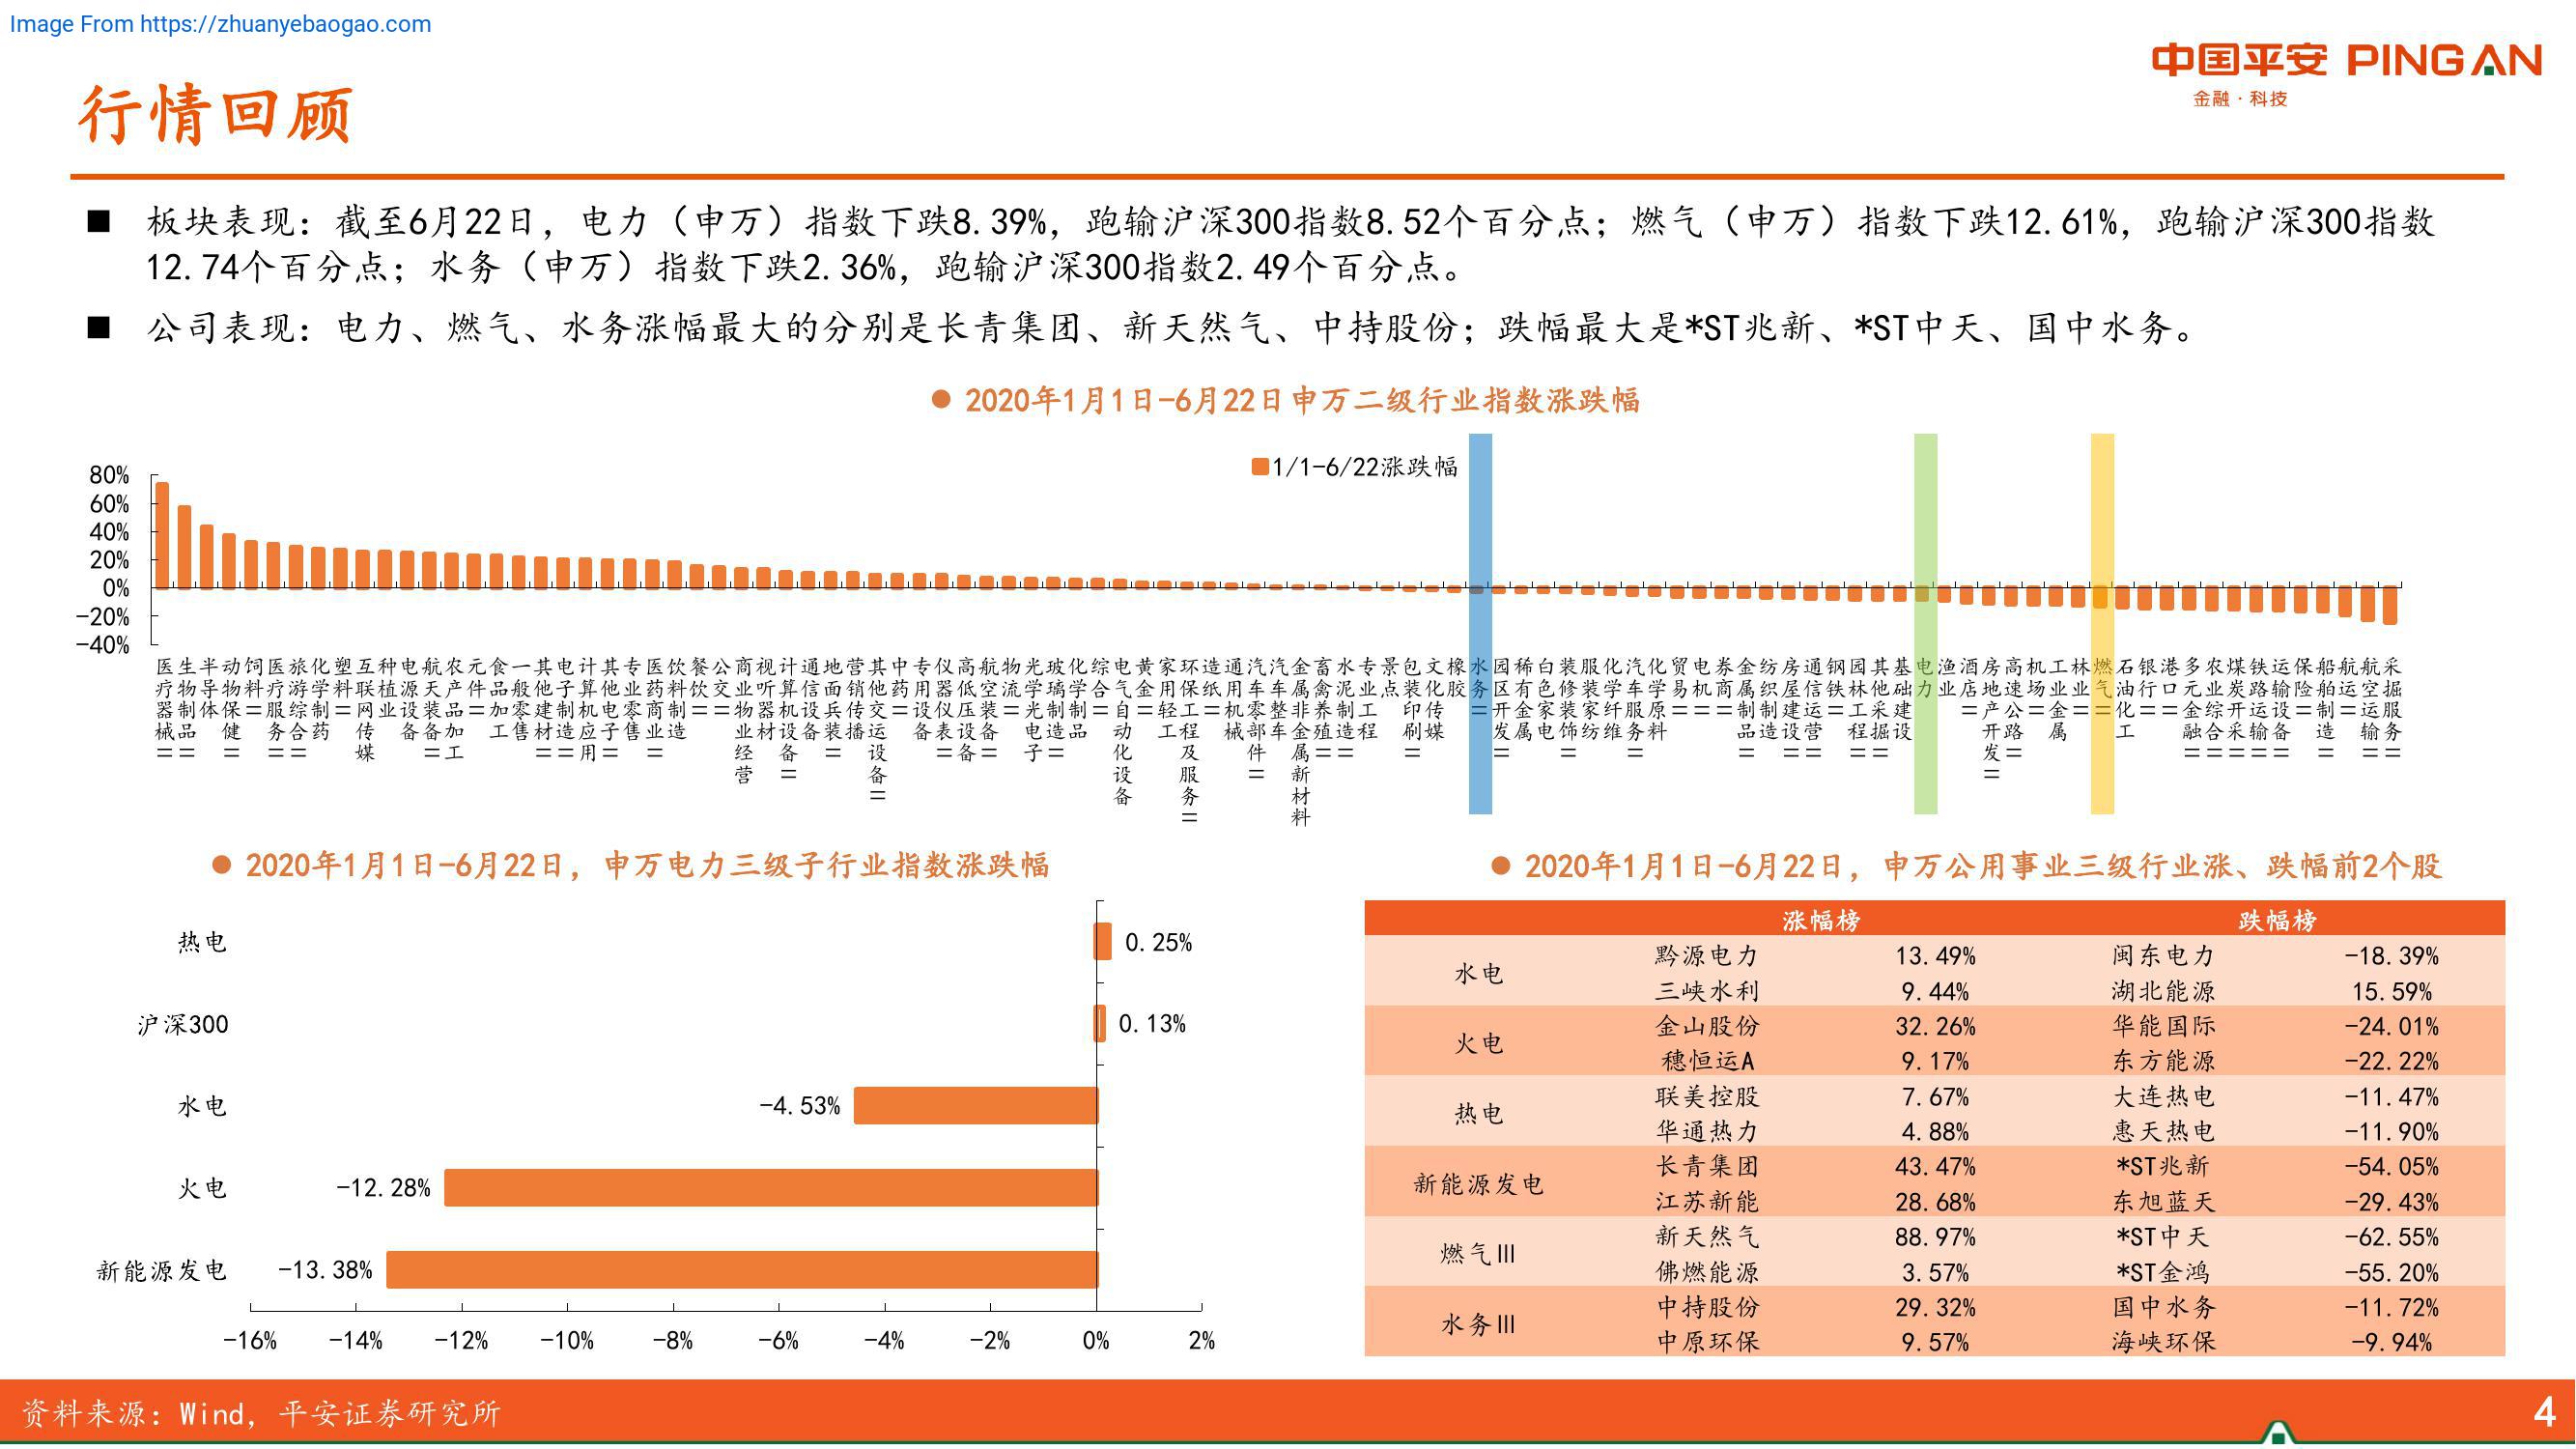 Image From https://zhuanyebaogao.com
中国平安 PINGAN
金融·科技
行情回顾
■ 板块表现：截至6月22日，电力（申万）指数下跌8.39%，跑输沪深300指数8.52个百分点；燃气（申万）指数下跌12.61%，跑输沪深300指数
12.74个百分点；水务（申万）指数下跌2.36%，跑输沪深300指数2.49个百分点。
■ 公司表现：电力、燃气、水务涨幅最大的分别是长青集团、新天然气、中持股份；跌幅最大是*ST兆新、*ST中天、国中水务。
● 2020年1月1日-6月22日申万二级行业指数涨跌幅
1/1-6/22涨跌幅
80%
60%
40%
20%
0%
-20%
-40%
医疗器械II
生物制品II
半导体
动物保健II
饲料II
医疗服务II
旅游综合II
化学制药
塑料II
互联网传媒
种植业
电源设备
航天装备II
农产品加工
元件II
食品加工
一般零售
其他建材II
电子制造II
计算机应用
其他电子II
专业零售
医药商业II
饮料制造
餐饮II
公交II
商业物业经营
视听器材
计算机设备II
通信设备
地面兵装II
营销传播
其他交运设备II
中药II
专用设备
仪器仪表II
高低压设备II
航空装备II
物流II
光学光电子
玻璃制造II
化学制品
综合II
电气自动化设备
黄金II
家用轻工
环保工程及服务II
造纸II
通用机械
汽车零部件II
汽车整车
金属非金属新材料
畜禽养殖II
水泥制造II
专业工程
景点
包装印刷II
文化传媒
橡胶
水务II
园区开发II
稀有金属
白色家电
装修装饰II
服装家纺
化学纤维
汽车服务II
化学原料
贸易II
电机II
券商II
金属制品II
纺织制造
房屋建设II
通信运营II
钢铁II
园林工程II
其他采掘II
基础建设
电力
渔业
酒店II
房地产开发II
高速公路II
机场II
工业金属
林业II
燃气II
石油化工
银行II
港口II
多元金融II
农业综合II
煤炭开采II
铁路运输II
运输设备II
保险II
船舶制造II
航运II
航空运输II
采掘服务II
● 2020年1月1日-6月22日，申万电力三级子行业指数涨跌幅
热电 0.25%
沪深300 0.13%
水电 -4.53%
火电 -12.28%
新能源发电 -13.38%
-16% -14% -12% -10% -8% -6% -4% -2% 0% 2%
● 2020年1月1日-6月22日，申万公用事业三级行业涨、跌幅前2个股
涨幅榜 跌幅榜
水电
黔源电力 13.49% 闽东电力 -18.39%
三峡水利 9.44% 湖北能源 15.59%
火电
金山股份 32.26% 华能国际 -24.01%
穗恒运A 9.17% 东方能源 -22.22%
热电
联美控股 7.67% 大连热电 -11.47%
华通热力 4.88% 惠天热电 -11.90%
新能源发电
长青集团 43.47% *ST兆新 -54.05%
江苏新能 28.68% 东旭蓝天 -29.43%
燃气III
新天然气 88.97% *ST中天 -62.55%
佛燃能源 3.57% *ST金鸿 -55.20%
水务III
中持股份 29.32% 国中水务 -11.72%
中原环保 9.57% 海峡环保 -9.94%
资料来源：Wind，平安证券研究所
4